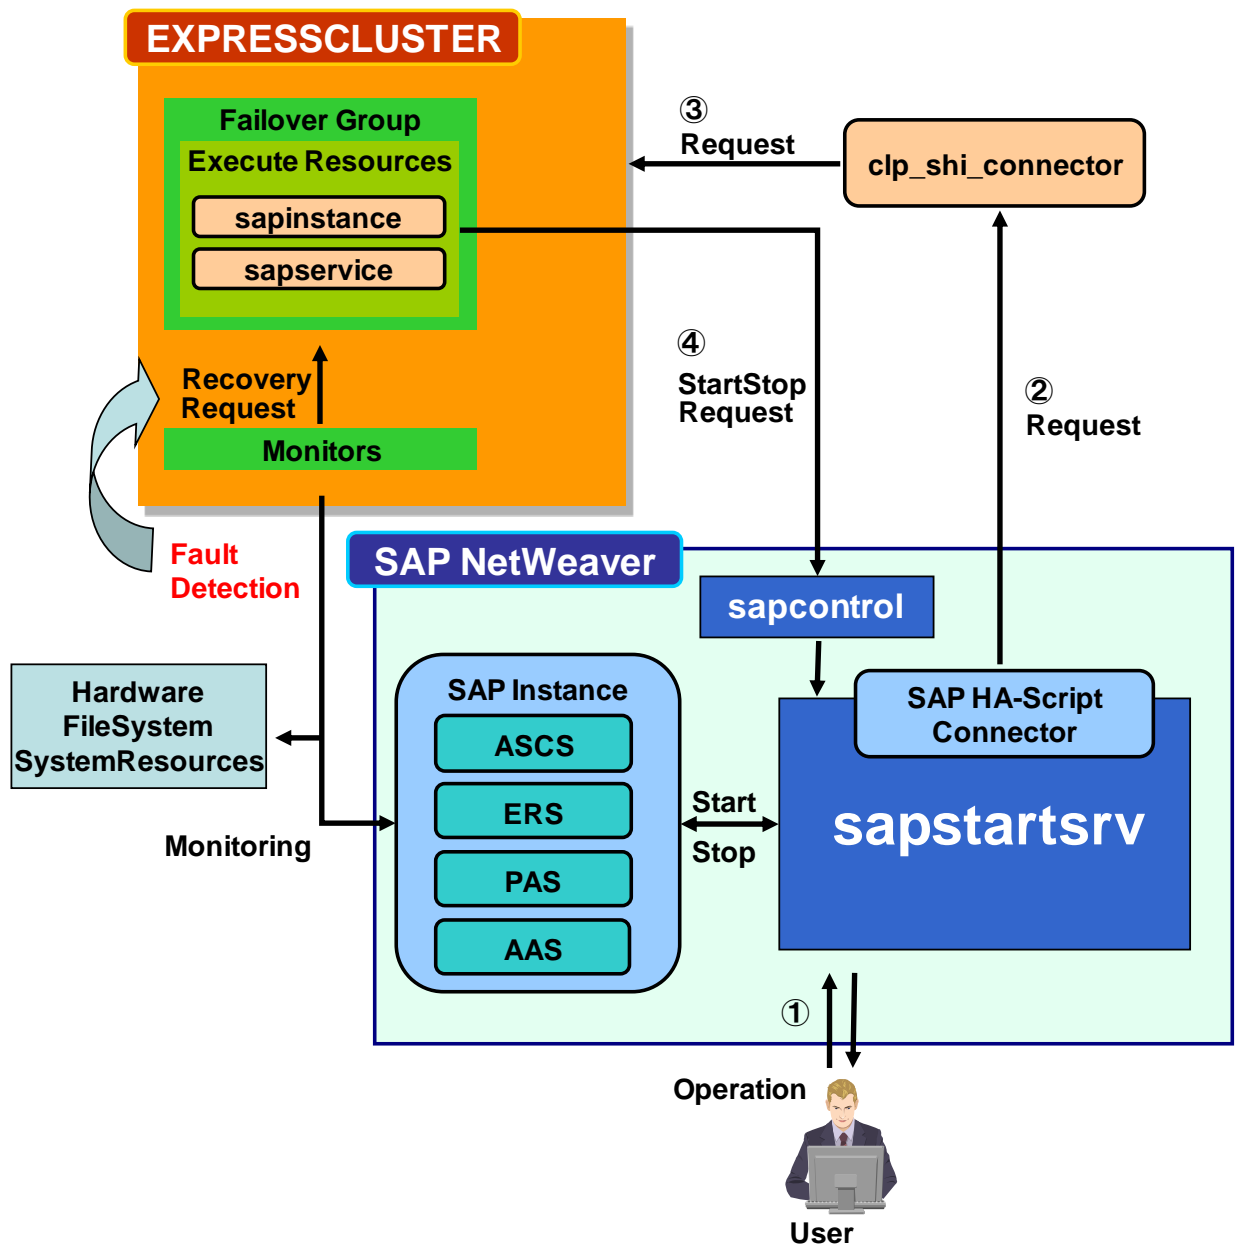 EXPRESSCLUSTER
Failover Group
Execute Resources
sapinstance
sapservice
Recovery
Request
Monitors
Fault
Detection
③
Request
clp_shi_connector
④
StartStop
Request
②
Request
SAP NetWeaver
sapcontrol
SAP HA-Script
Connector
sapstartsrv
Hardware
FileSystem
SystemResources
Monitoring
SAP Instance
ASCS
ERS
PAS
AAS
Start
Stop
①
Operation
User